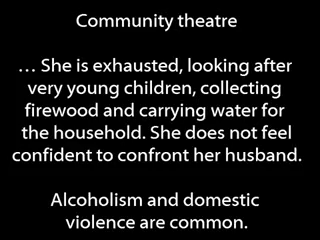 Community theatre
… She is exhausted, looking after
very young children, collecting
firewood and carrying water for
the household. She does not feel
confident to confront her husband.
Alcoholism and domestic
violence are common.